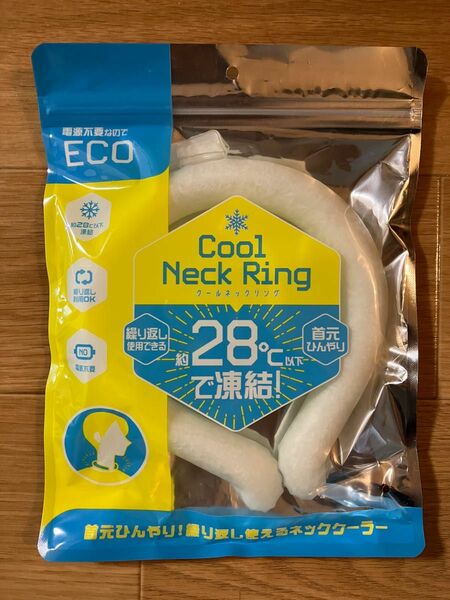 電源不要なので
ECO
約28℃以下
凍結
繰り返し
利用OK
NO
電源不要
Cool
Neck Ring
クールネックリング
繰り返し
使用できる
約28℃以下
で凍結!
首元
ひんやり
首元ひんやり!繰り返し使えるネッククーラー